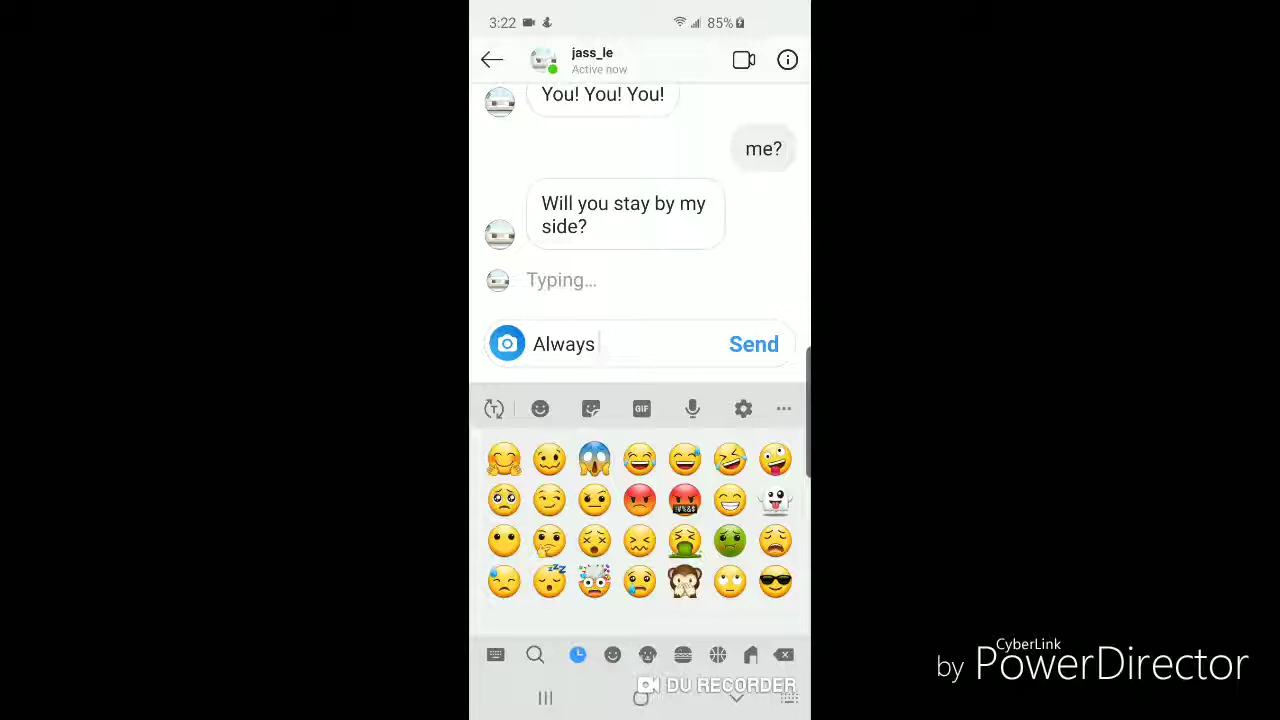 3:22
85%
jass_le
Active now
You! You! You!
me?
Will you stay by my
side?
Typing...
Always
Send
GIF
CyberLink
by PowerDirector
DU RECORDER